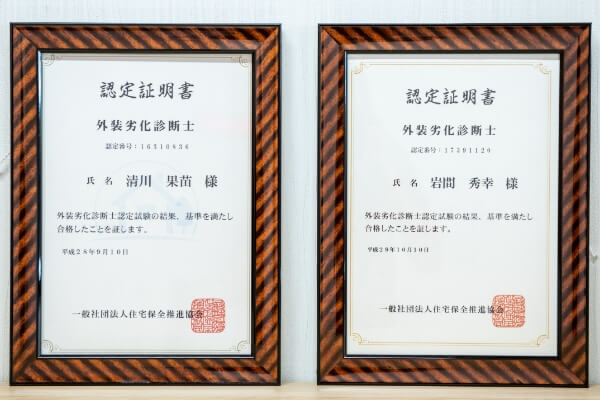 認定証明書
外装劣化診断士
認定番号：16310936
氏名 清川 果苗 様
外装劣化診断士認定試験の結果、基準を満たし
合格したことを証します。
平成28年9月10日
一般社団法人住宅保全推進協会
認定証明書
外装劣化診断士
認定番号：17391120
氏名 岩間 秀幸 様
外装劣化診断士認定試験の結果、基準を満たし
合格したことを証します。
平成29年10月10日
一般社団法人住宅保全推進協会